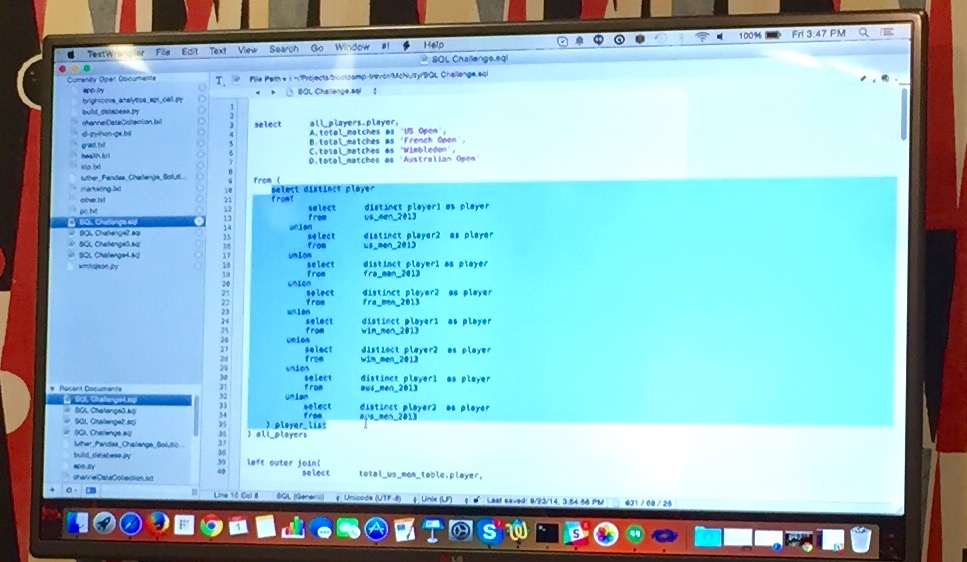 TextWrangler File Edit Text View Search Go Window #! Help 100% Fri 3:47 PM
SQL Challenge.sql
Currently Open Documents
app.py
brightcove_analytics_api_call.py
build_database.py
channelDataCollection.txt
di-python-ga.txt
grad.txt
health.txt
klp.txt
luther_Pandas_Challenge_Soluti...
marketing.txt
other.txt
pc.txt
SQL Challenge.sql
SQL Challenge2.sql
SQL Challenge3.sql
SQL Challenge4.sql
xmltojson.py
Recent Documents
SQL Challenge4.sql
SQL Challenge3.sql
SQL Challenge2.sql
SQL Challenge.sql
luther_Pandas_Challenge_Solutio...
build_database.py
app.py
channelDataCollection.txt
File Path ▾ : ~/Projects/bootcamp-trevor/McNulty/SQL Challenge.sql
SQL Challenge.sql
1
2
3 select all_players.player,
4 A.total_matches as 'US Open',
5 B.total_matches as 'French Open',
6 C.total_matches as 'Wimbledon',
7 D.total_matches as 'Australian Open'
8
9 from (
10 select distinct player
11 from(
12 select distinct player1 as player
13 from us_men_2013
14 union
15 select distinct player2 as player
16 from us_men_2013
17 union
18 select distinct player1 as player
19 from fra_men_2013
20 union
21 select distinct player2 as player
22 from fra_men_2013
23 union
24 select distinct player1 as player
25 from wim_men_2013
26 union
27 select distinct player2 as player
28 from wim_men_2013
29 union
30 select distinct player1 as player
31 from aus_men_2013
32 union
33 select distinct player2 as player
34 from aus_men_2013
35 ) player_list
36 ) all_players
37
38
39 left outer join(
40 select total_us_men_table.player,
Line 10 Col 8 SQL (Generic) Unicode (UTF-8) Unix (LF) Last saved: 9/23/14, 3:54:56 PM 631 / 68 / 26
LG